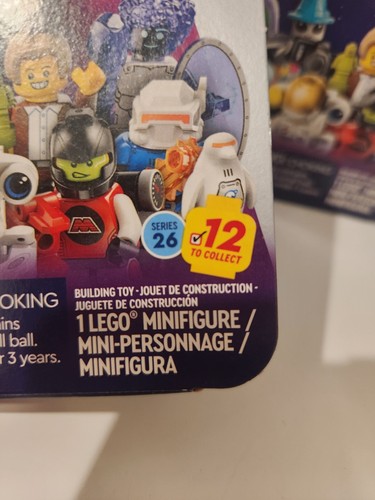 SERIES
26
12
TO COLLECT
BUILDING TOY · JOUET DE CONSTRUCTION ·
JUGUETE DE CONSTRUCCIÓN
1 LEGO® MINIFIGURE /
MINI-PERSONNAGE /
MINIFIGURA
OKING
ins
ll ball.
r 3 years.